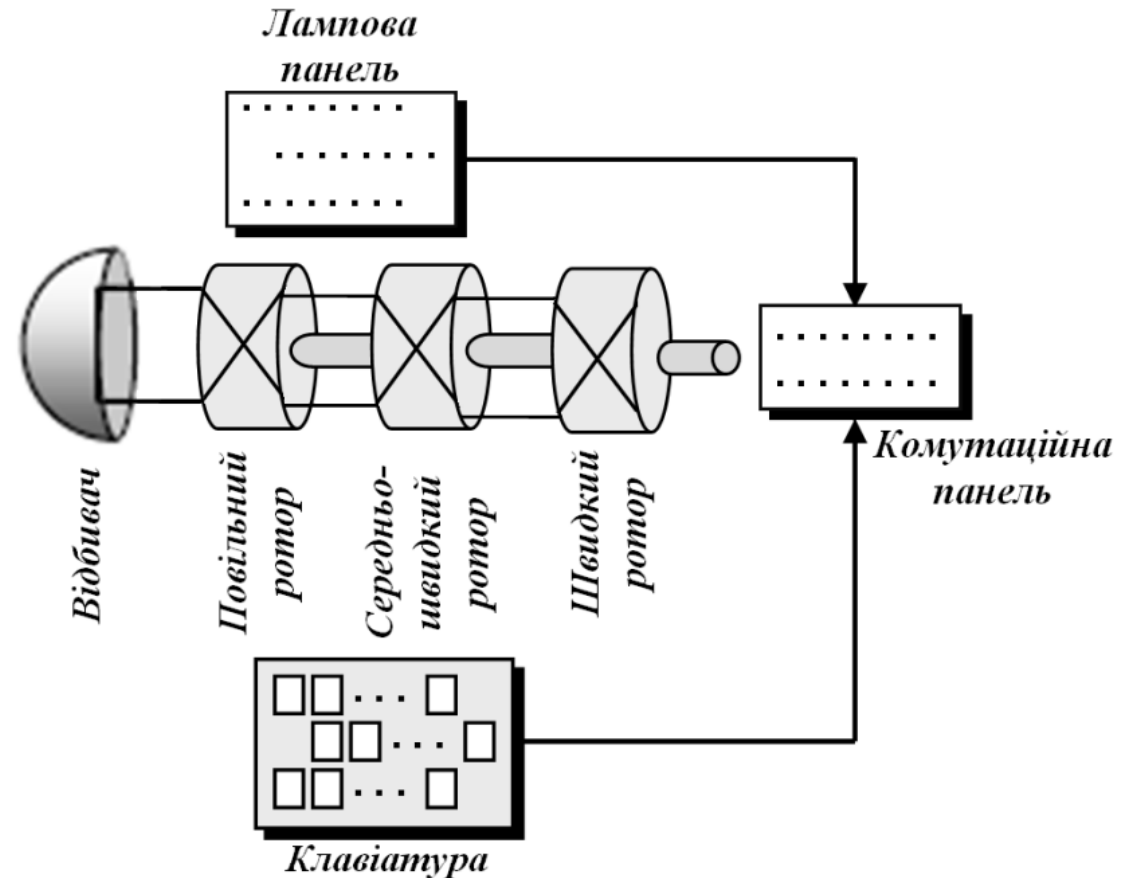 Лампова
панель
Комутаційна
панель
Відбивач
Повільний
ротор
Середньо-
швидкий
ротор
Швидкий
ротор
Клавіатура